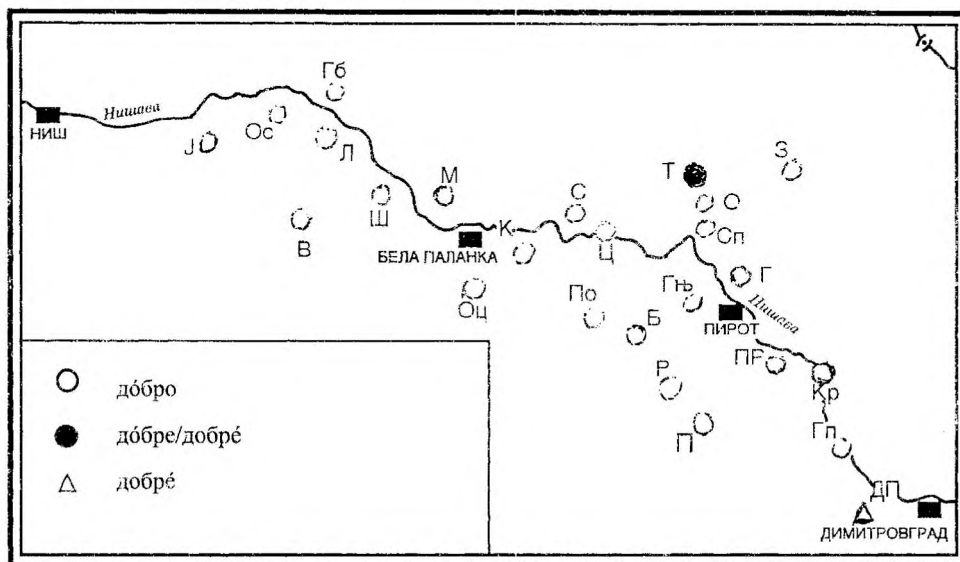 Гб
Нишава
НИШ
Ос
Ј
Л
З
Т
М
С
О
Ш
К
Сп
В
Ц
БЕЛА ПАЛАНКА
Г
Гњ
По
Оц
Нишава
Б
ПИРОТ
ПР
Р
Кр
Гл
П
ДП
ДИМИТРОВГРАД
до́бро
до́бре/добре́
добре́